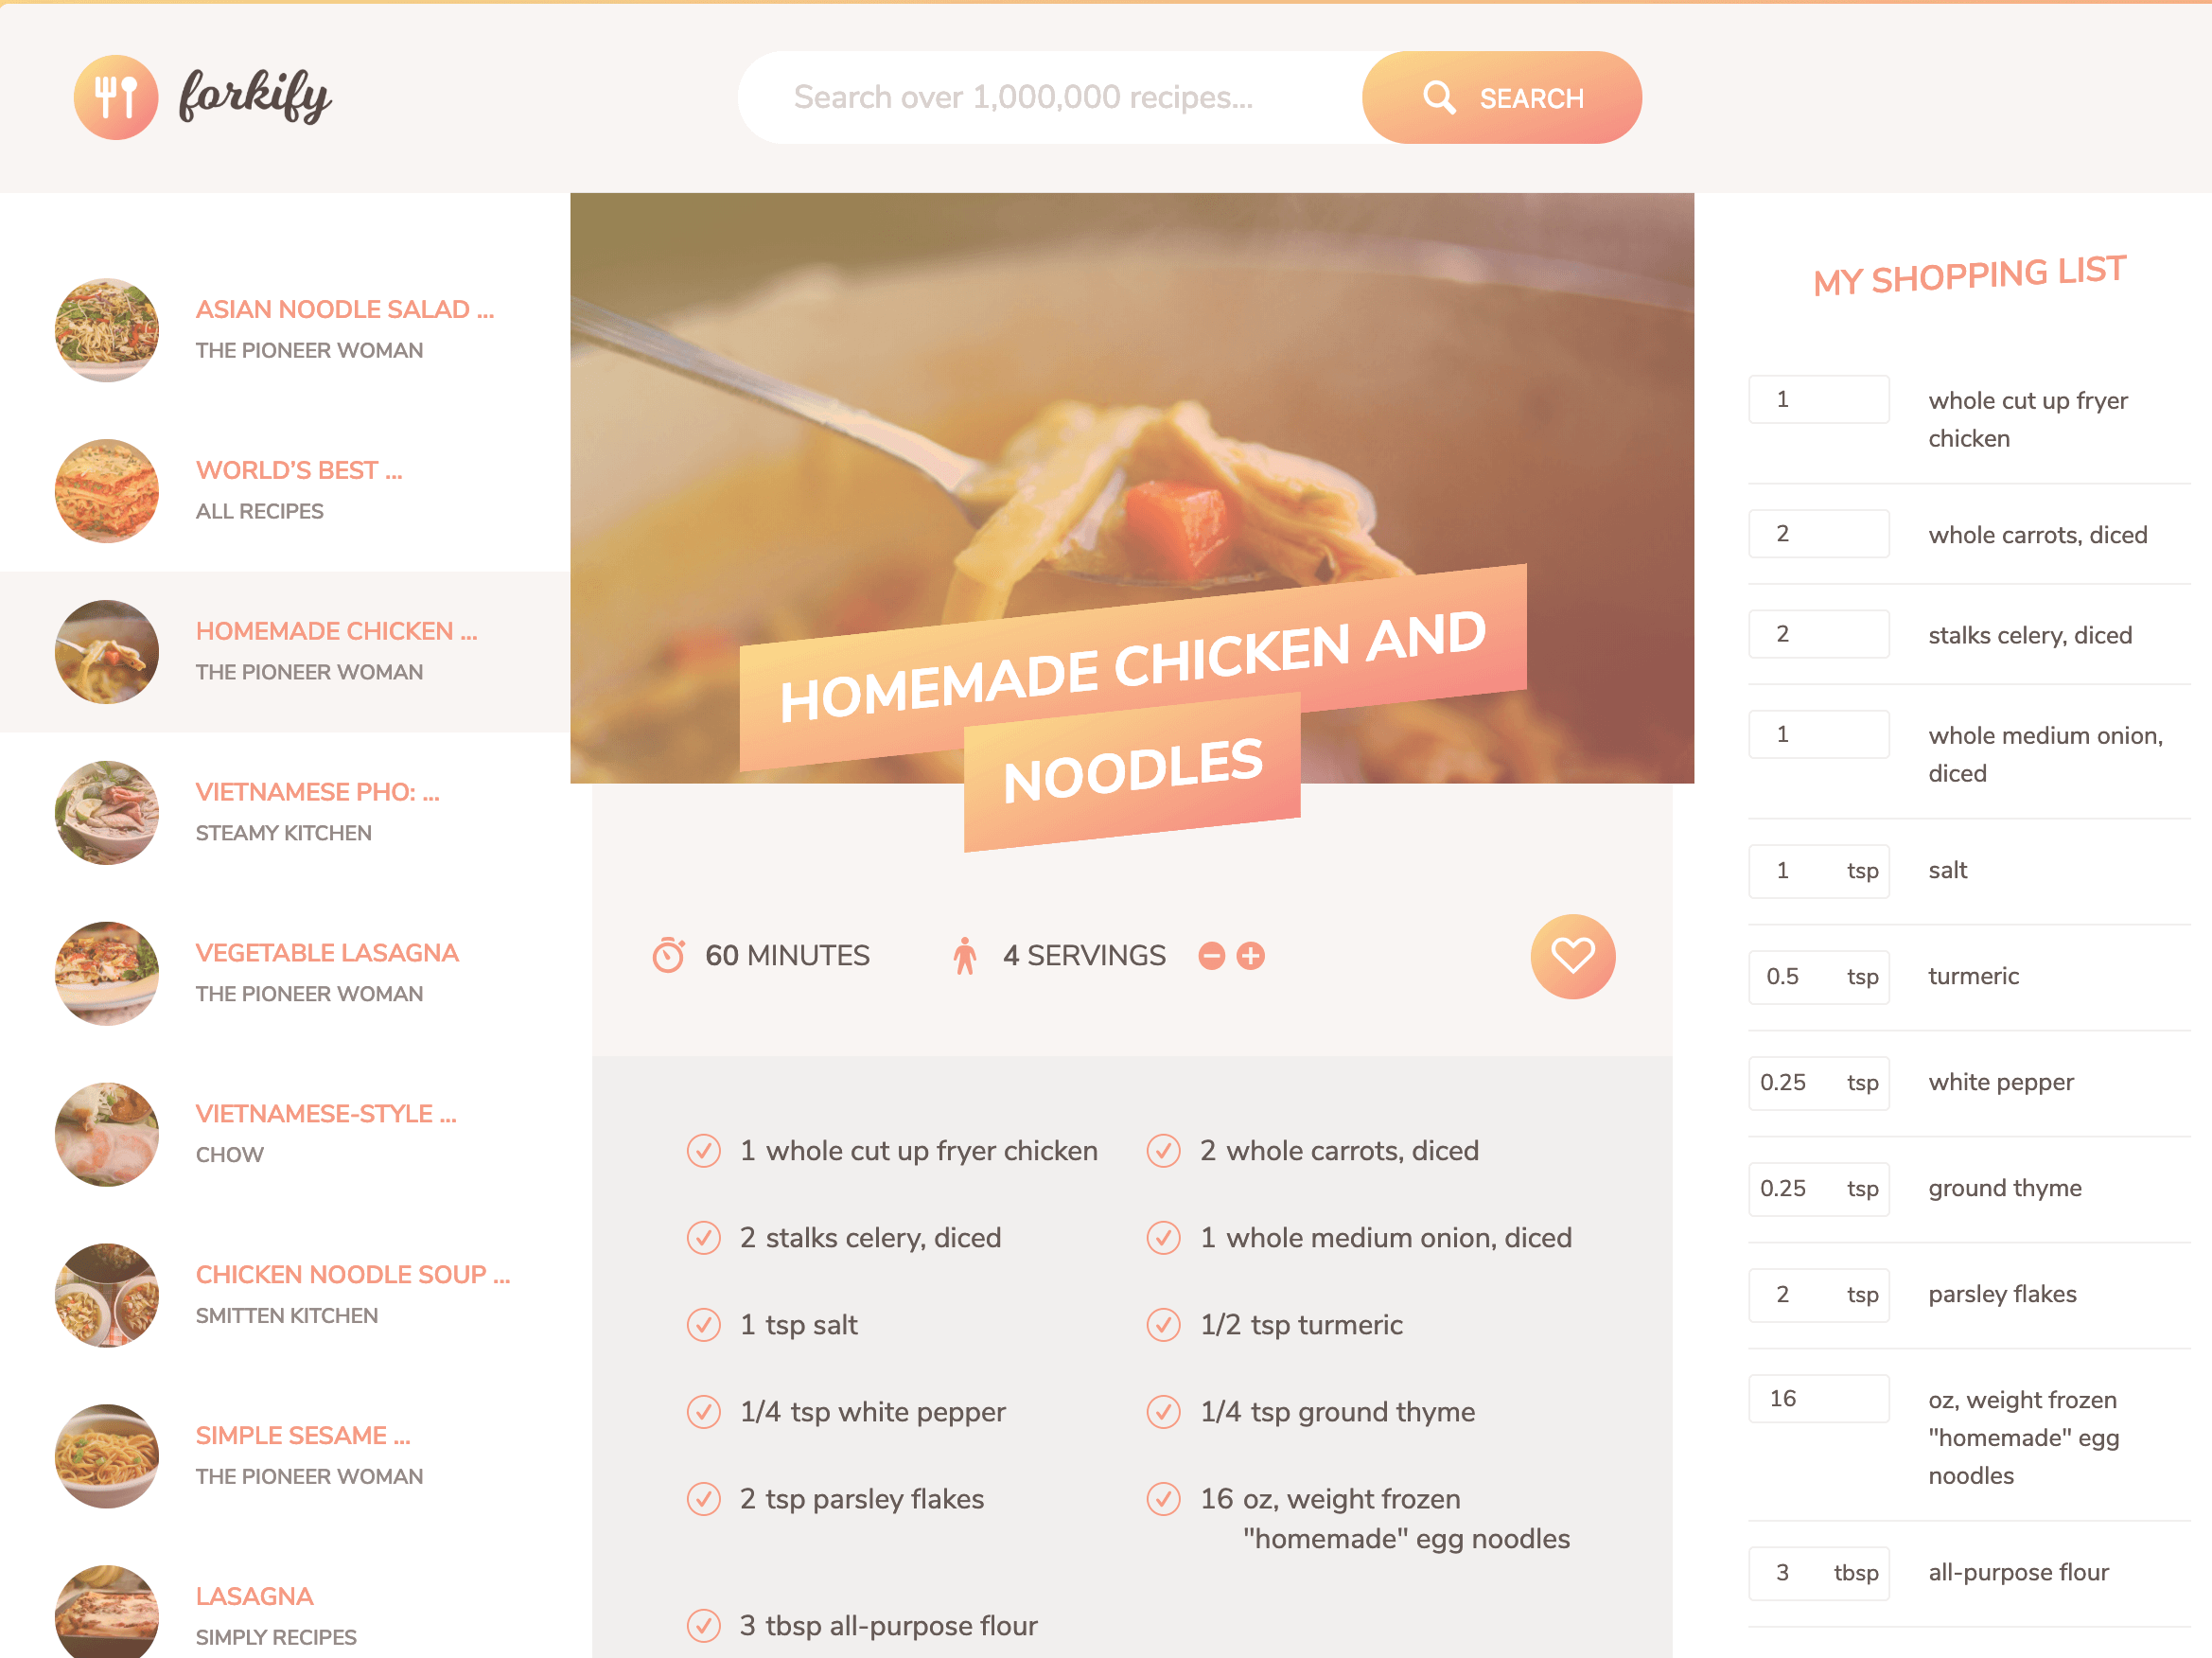 forkify
Search over 1,000,000 recipes...
SEARCH
ASIAN NOODLE SALAD ...
THE PIONEER WOMAN
WORLD'S BEST ...
ALL RECIPES
HOMEMADE CHICKEN ...
THE PIONEER WOMAN
VIETNAMESE PHO: ...
STEAMY KITCHEN
VEGETABLE LASAGNA
THE PIONEER WOMAN
VIETNAMESE-STYLE ...
CHOW
CHICKEN NOODLE SOUP ...
SMITTEN KITCHEN
SIMPLE SESAME ...
THE PIONEER WOMAN
LASAGNA
SIMPLY RECIPES
HOMEMADE CHICKEN AND
NOODLES
60 MINUTES
4 SERVINGS
1 whole cut up fryer chicken
2 whole carrots, diced
2 stalks celery, diced
1 whole medium onion, diced
1 tsp salt
1/2 tsp turmeric
1/4 tsp white pepper
1/4 tsp ground thyme
2 tsp parsley flakes
16 oz, weight frozen
"homemade" egg noodles
3 tbsp all-purpose flour
MY SHOPPING LIST
1 whole cut up fryer
chicken
2 whole carrots, diced
2 stalks celery, diced
1 whole medium onion,
diced
1 tsp salt
0.5 tsp turmeric
0.25 tsp white pepper
0.25 tsp ground thyme
2 tsp parsley flakes
16 oz, weight frozen
"homemade" egg
noodles
3 tbsp all-purpose flour